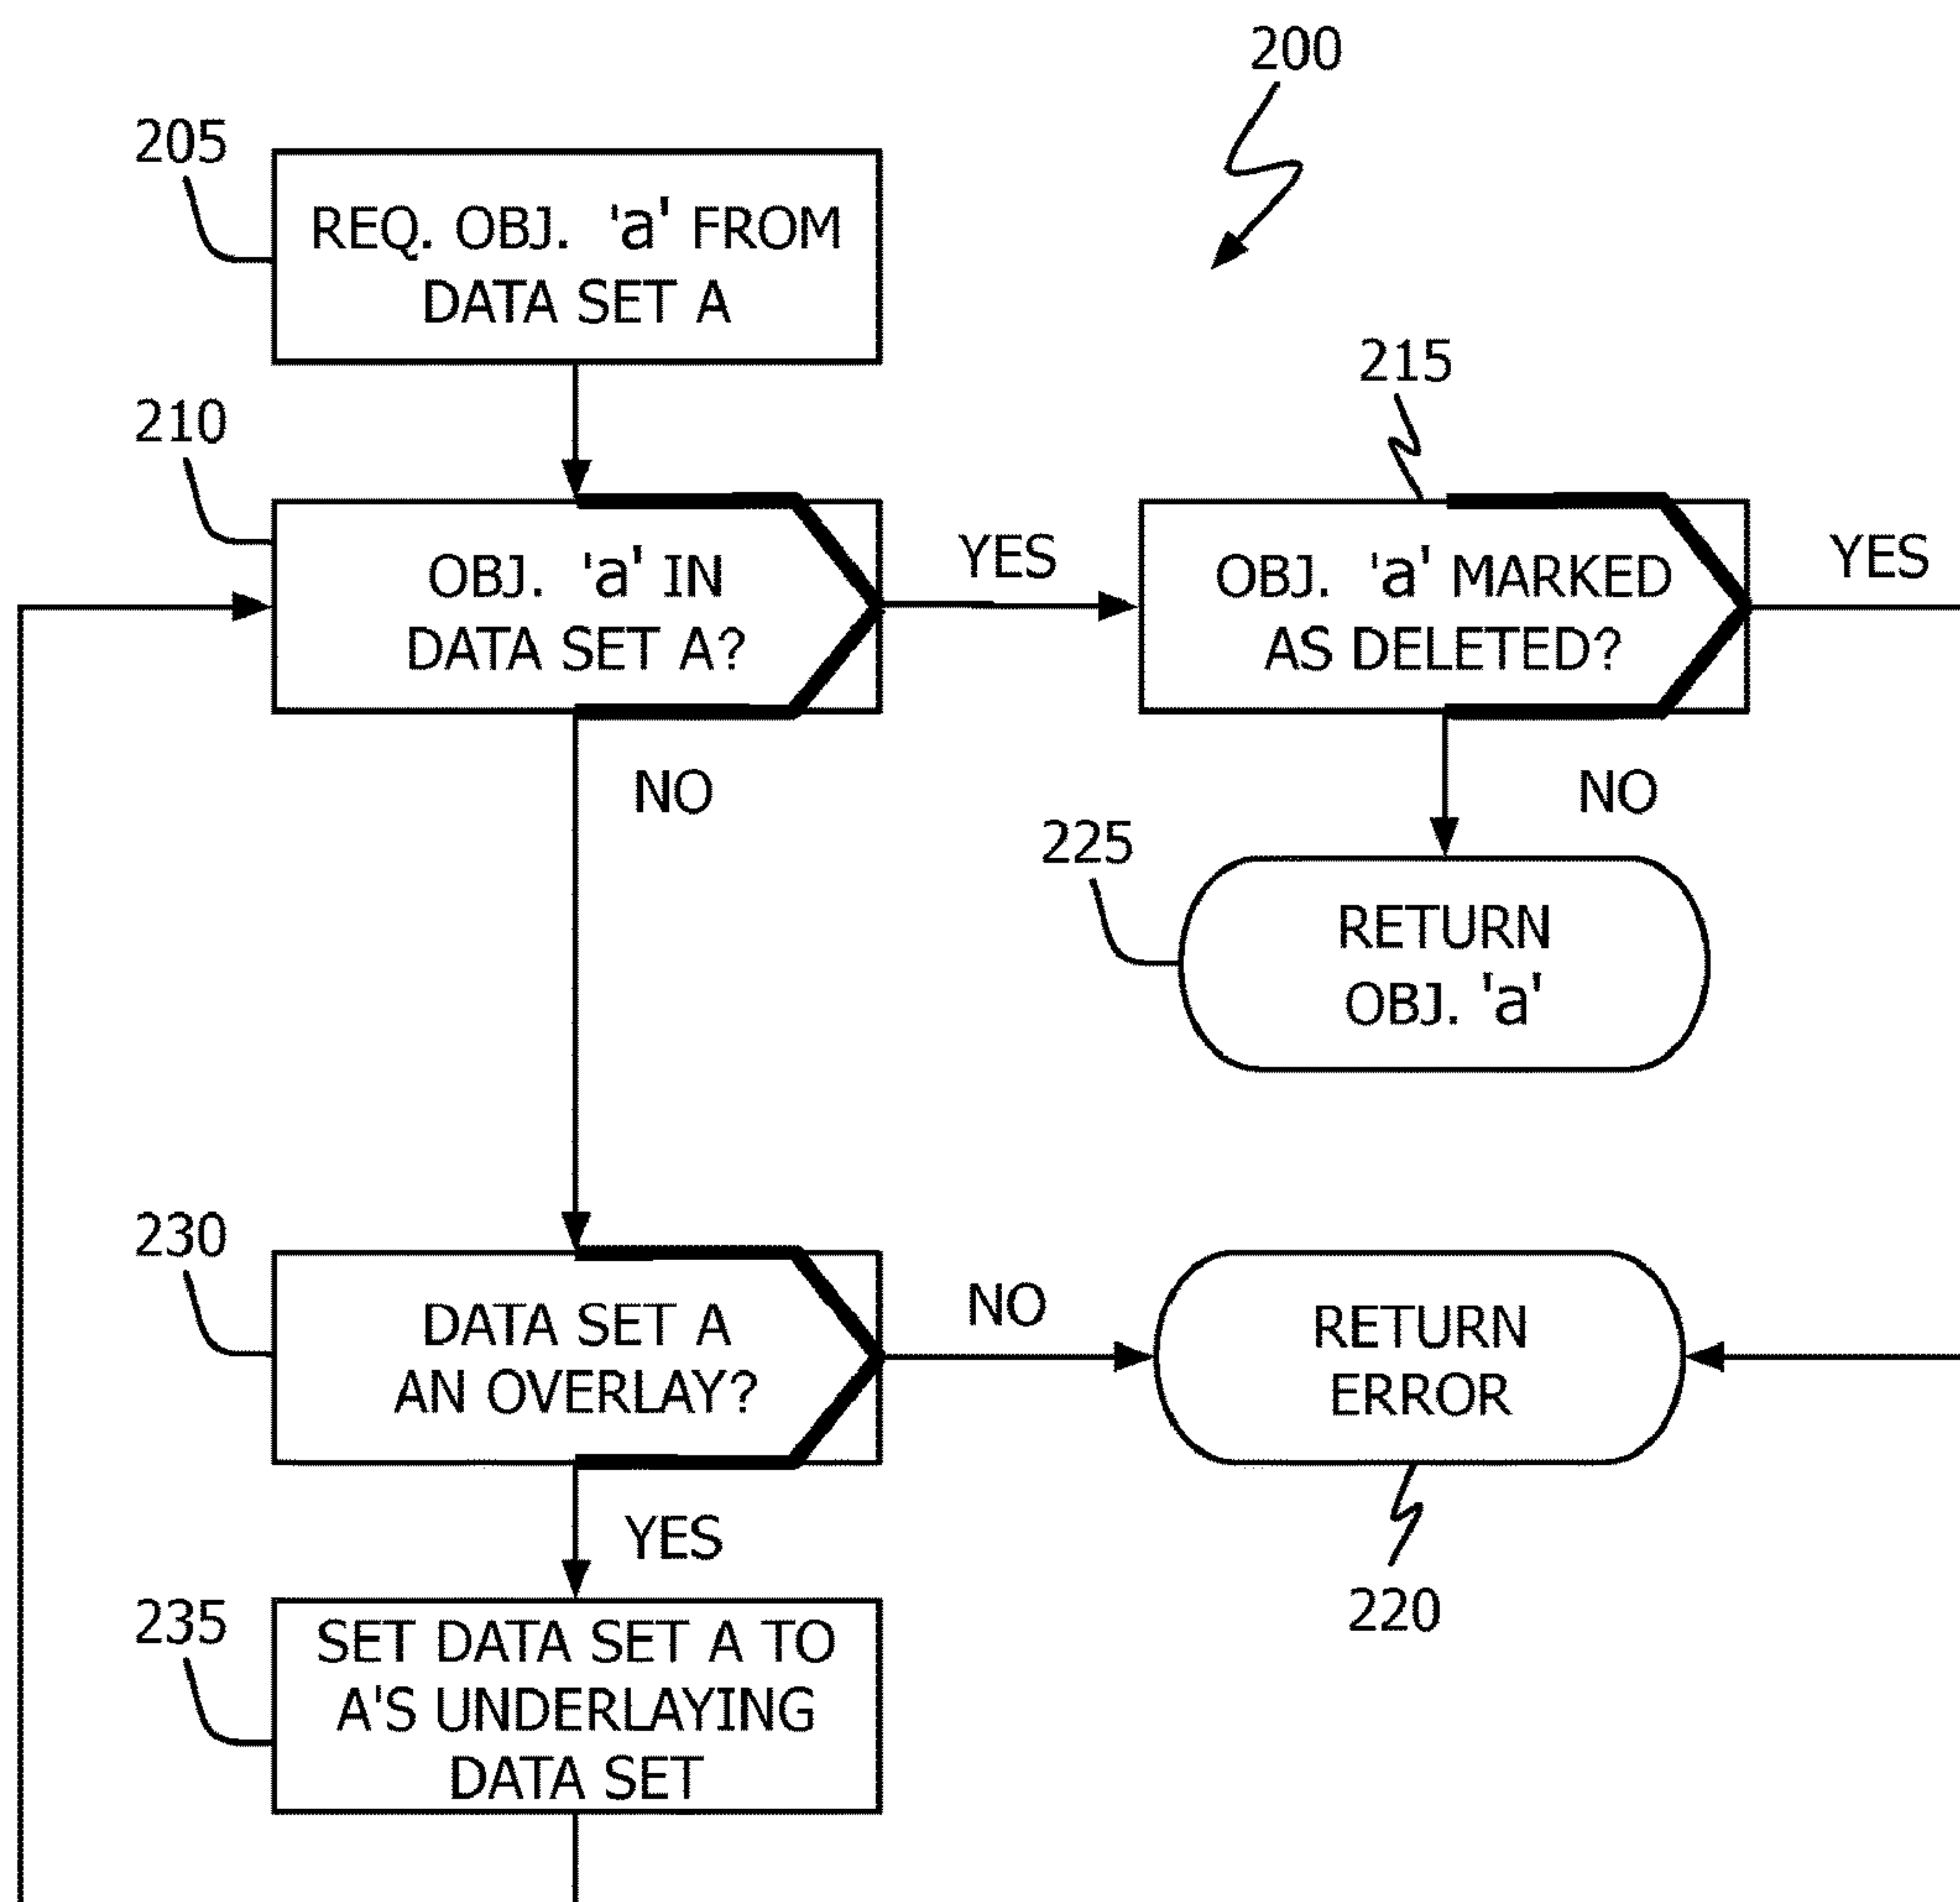 200
205
REQ. OBJ. 'a' FROM
DATA SET A
210
OBJ. 'a' IN
DATA SET A?
YES
215
OBJ. 'a' MARKED
AS DELETED?
YES
NO
NO
225
RETURN
OBJ. 'a'
230
DATA SET A
AN OVERLAY?
NO
RETURN
ERROR
220
YES
235
SET DATA SET A TO
A'S UNDERLAYING
DATA SET